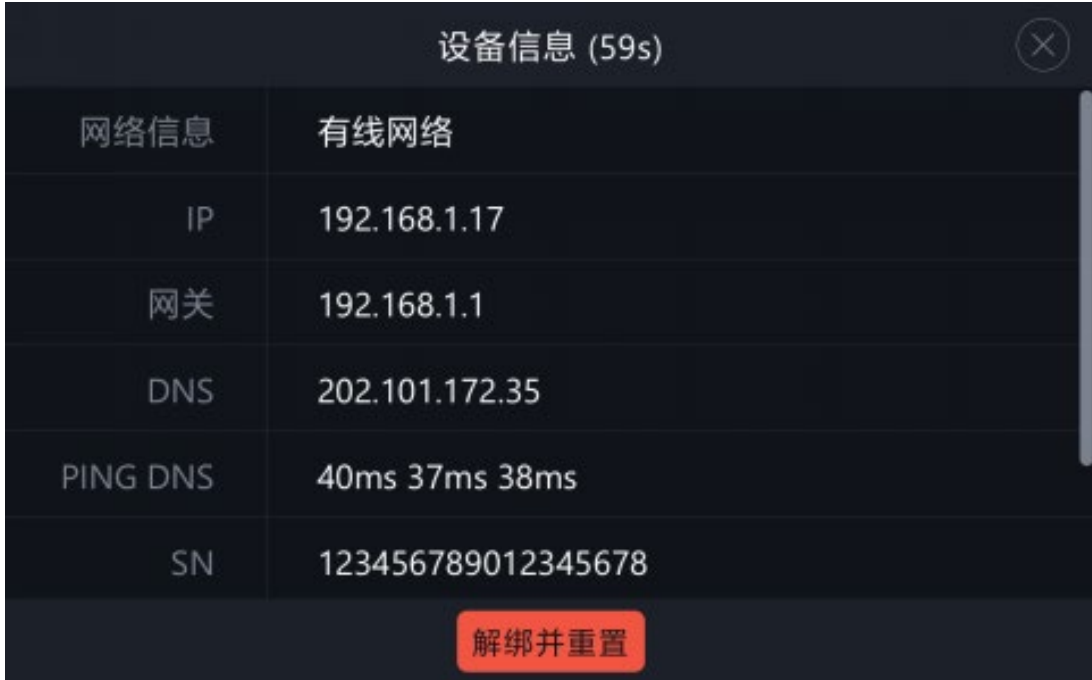 设备信息 (59s)
网络信息 有线网络
IP 192.168.1.17
网关 192.168.1.1
DNS 202.101.172.35
PING DNS 40ms 37ms 38ms
SN 123456789012345678
解绑并重置